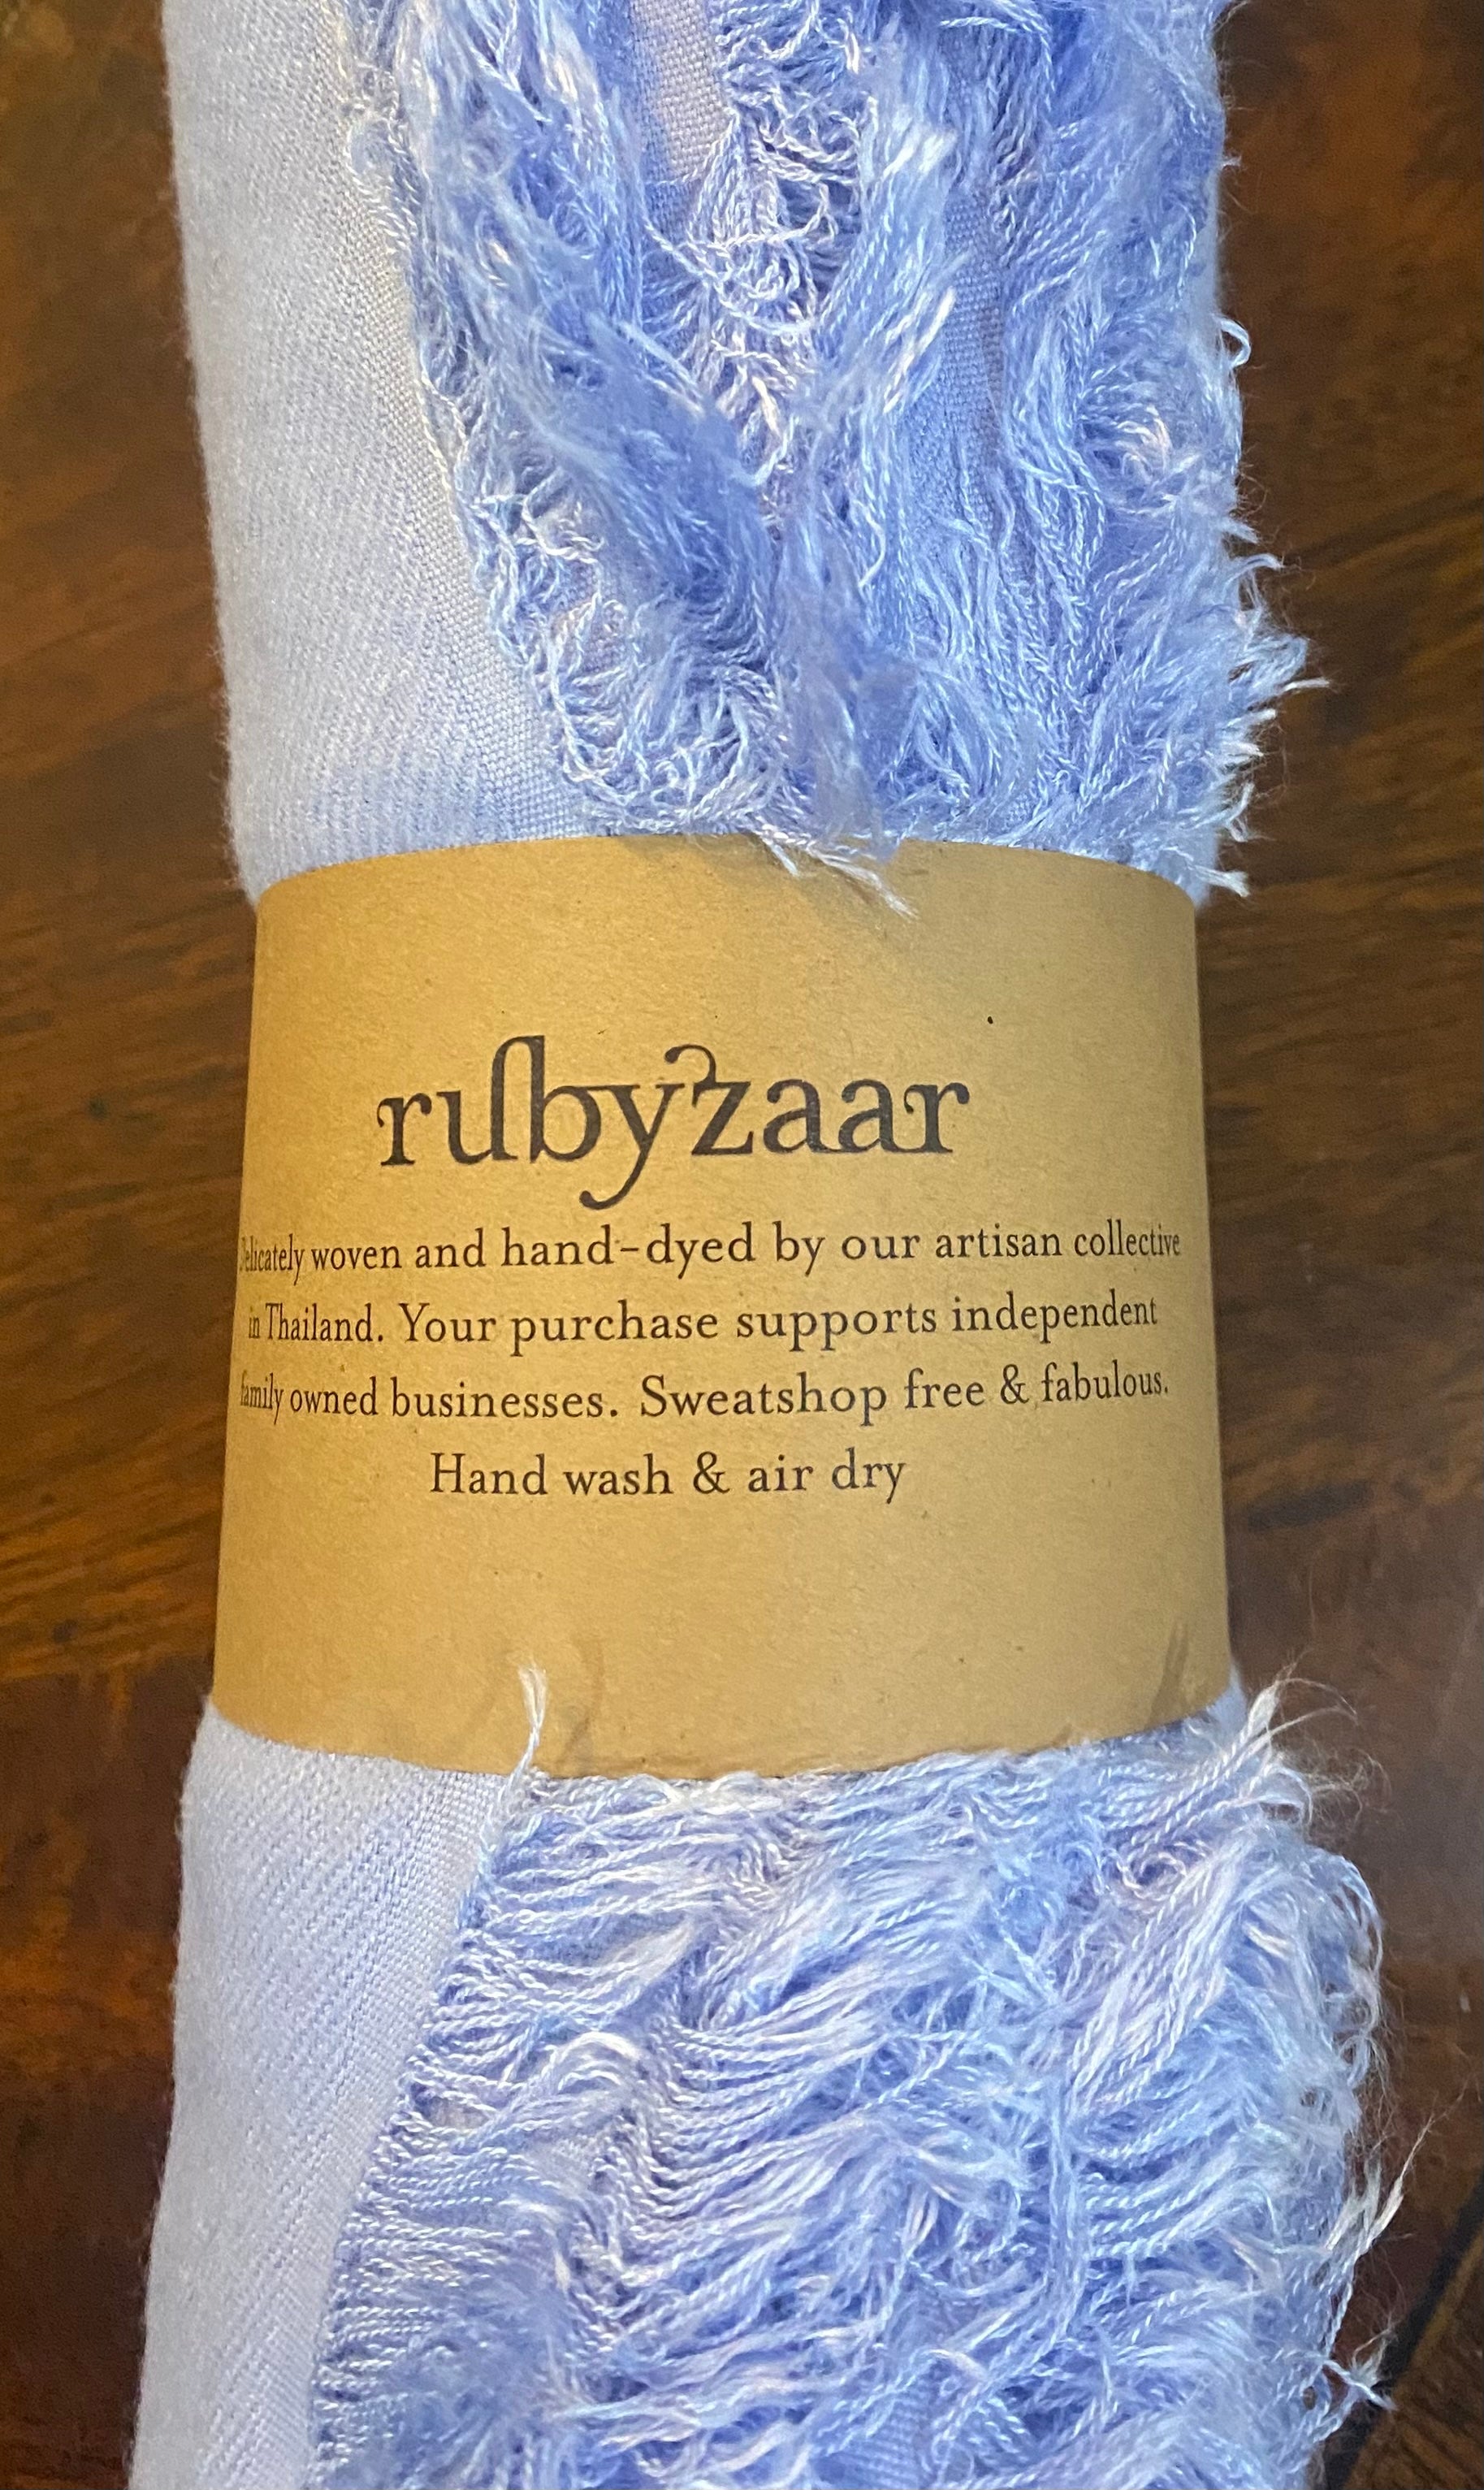 rubyzaar
Delicately woven and hand-dyed by our artisan collective
in Thailand. Your purchase supports independent
family owned businesses. Sweatshop free & fabulous.
Hand wash & air dry